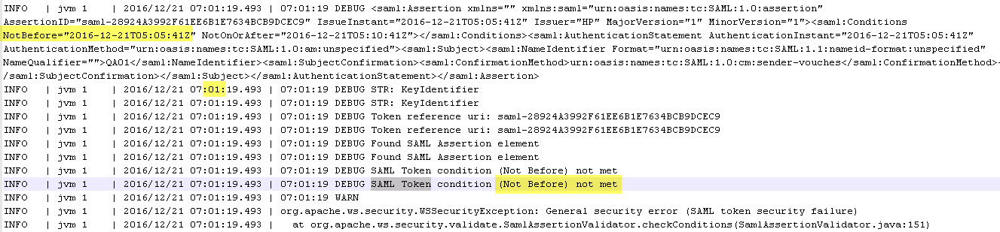 INFO | jvm 1 | 2016/12/21 07:01:19.493 | 07:01:19 DEBUG <saml:Assertion xmlns="" xmlns:saml="urn:oasis:names:tc:SAML:1.0:assertion"
AssertionID="saml-28924A3992F61EE6B1E7634BCB9DCEC9" IssueInstant="2016-12-21T05:05:41Z" Issuer="HP" MajorVersion="1" MinorVersion="1"><saml:Conditions
NotBefore="2016-12-21T05:05:41Z" NotOnOrAfter="2016-12-21T05:10:41Z"></saml:Conditions><saml:AuthenticationStatement AuthenticationInstant="2016-12-21T05:05:41Z"
AuthenticationMethod="urn:oasis:names:tc:SAML:1.0:am:unspecified"><saml:Subject><saml:NameIdentifier Format="urn:oasis:names:tc:SAML:1.1:nameid-format:unspecified"
NameQualifier="">QA01</saml:NameIdentifier><saml:SubjectConfirmation><saml:ConfirmationMethod>urn:oasis:names:tc:SAML:1.0:cm:sender-vouches</saml:ConfirmationMethod><
/saml:SubjectConfirmation></saml:Subject></saml:AuthenticationStatement></saml:Assertion>
INFO | jvm 1 | 2016/12/21 07:01:19.493 | 07:01:19 DEBUG STR: KeyIdentifier
INFO | jvm 1 | 2016/12/21 07:01:19.493 | 07:01:19 DEBUG STR: KeyIdentifier
INFO | jvm 1 | 2016/12/21 07:01:19.493 | 07:01:19 DEBUG Token reference uri: saml-28924A3992F61EE6B1E7634BCB9DCEC9
INFO | jvm 1 | 2016/12/21 07:01:19.493 | 07:01:19 DEBUG Token reference uri: saml-28924A3992F61EE6B1E7634BCB9DCEC9
INFO | jvm 1 | 2016/12/21 07:01:19.493 | 07:01:19 DEBUG Found SAML Assertion element
INFO | jvm 1 | 2016/12/21 07:01:19.493 | 07:01:19 DEBUG Found SAML Assertion element
INFO | jvm 1 | 2016/12/21 07:01:19.493 | 07:01:19 DEBUG SAML Token condition (Not Before) not met
INFO | jvm 1 | 2016/12/21 07:01:19.493 | 07:01:19 DEBUG SAML Token condition (Not Before) not met
INFO | jvm 1 | 2016/12/21 07:01:19.493 | 07:01:19 WARN
INFO | jvm 1 | 2016/12/21 07:01:19.493 | org.apache.ws.security.WSSecurityException: General security error (SAML token security failure)
INFO | jvm 1 | 2016/12/21 07:01:19.493 | at org.apache.ws.security.validate.SamlAssertionValidator.checkConditions(SamlAssertionValidator.java:151)